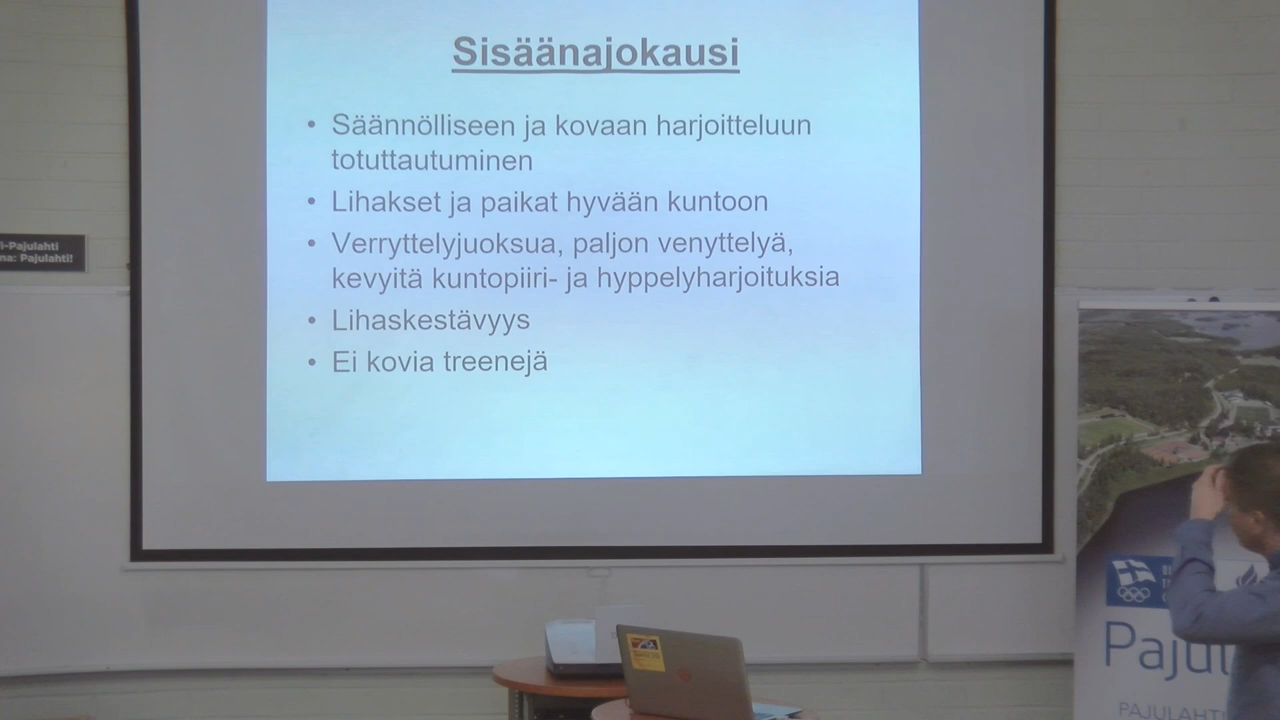 Sisäänajokausi
• Säännölliseen ja kovaan harjoitteluun
totuttautuminen
• Lihakset ja paikat hyvään kuntoon
• Verryttelyjuoksua, paljon venyttelyä,
kevyitä kuntopiiri- ja hyppelyharjoituksia
• Lihaskestävyys
• Ei kovia treenejä
i-Pajulahti
na: Pajulahti!
Pajul
PAJULAHTI